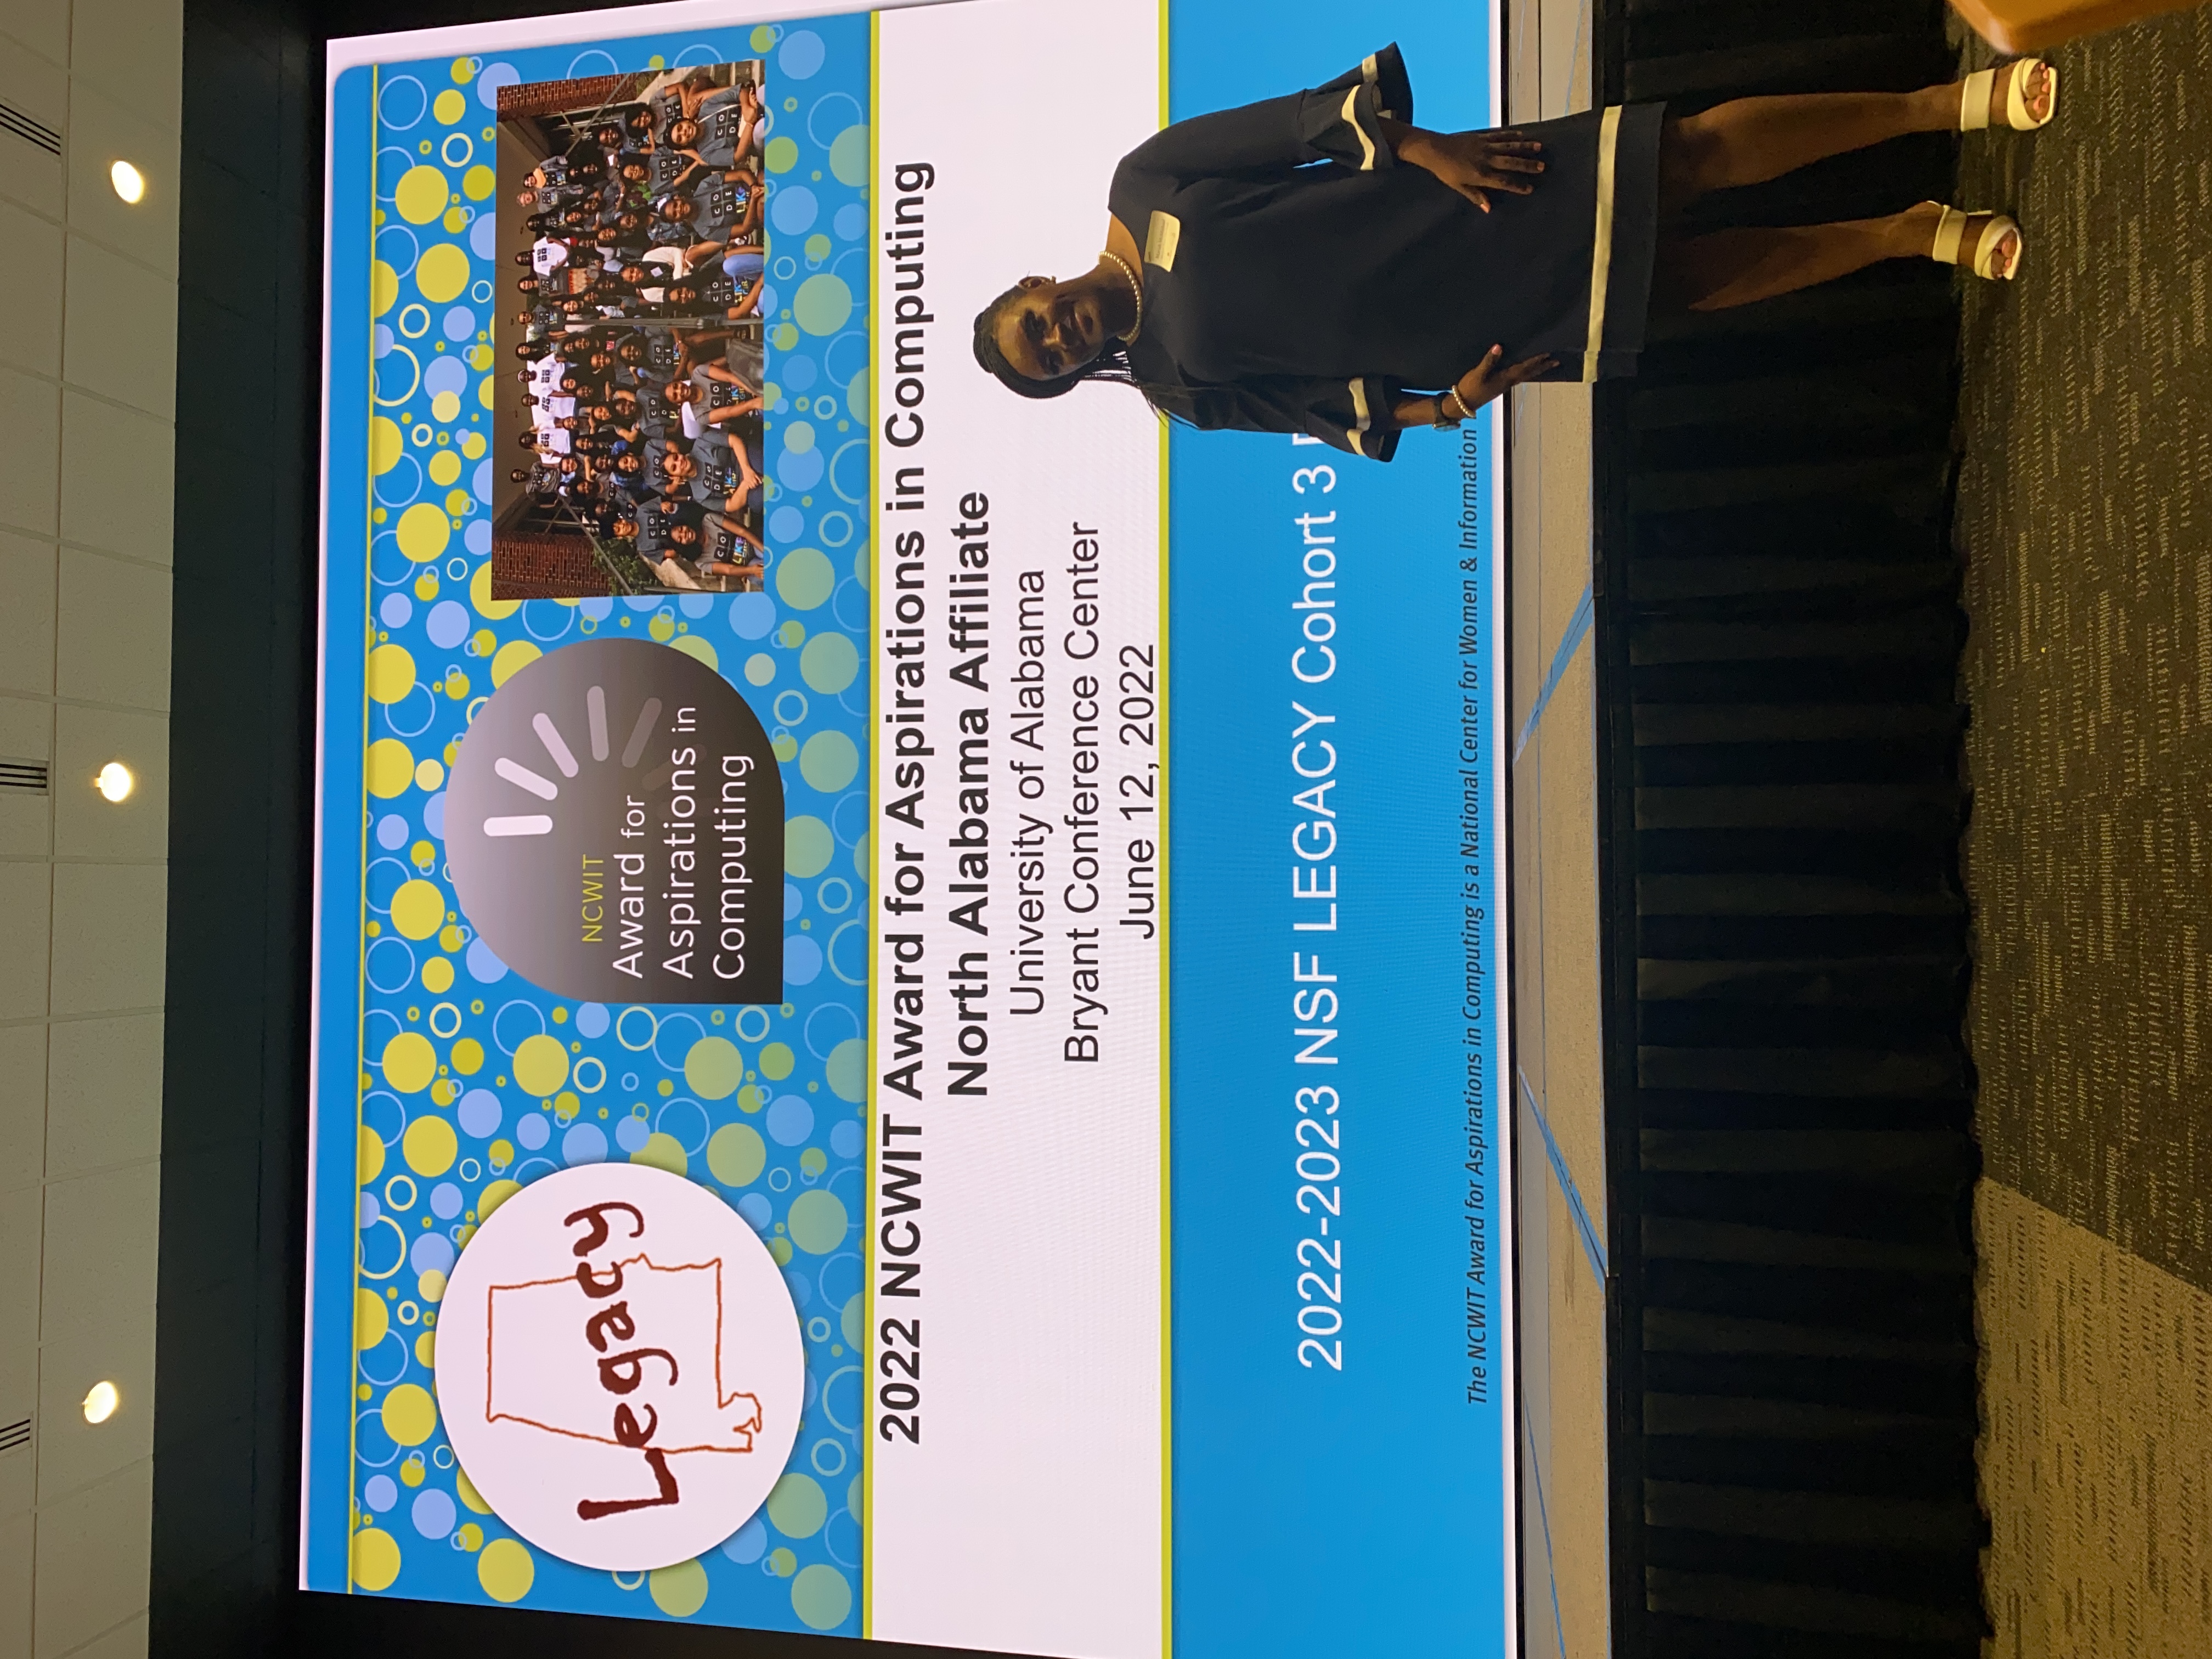 Legacy
NCWIT
Award for
Aspirations in
Computing
2022 NCWIT Award for Aspirations in Computing
North Alabama Affiliate
University of Alabama
Bryant Conference Center
June 12, 2022
2022-2023 NSF LEGACY Cohort 3
The NCWIT Award for Aspirations in Computing is a National Center for Women & Information